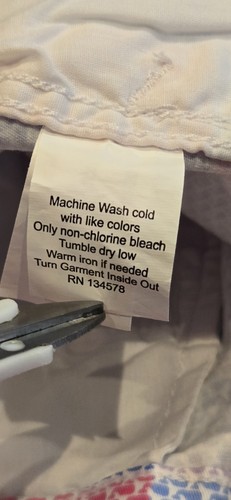 Machine Wash cold
with like colors
Only non-chlorine bleach
Tumble dry low
Warm iron if needed
Turn Garment Inside Out
RN 134578